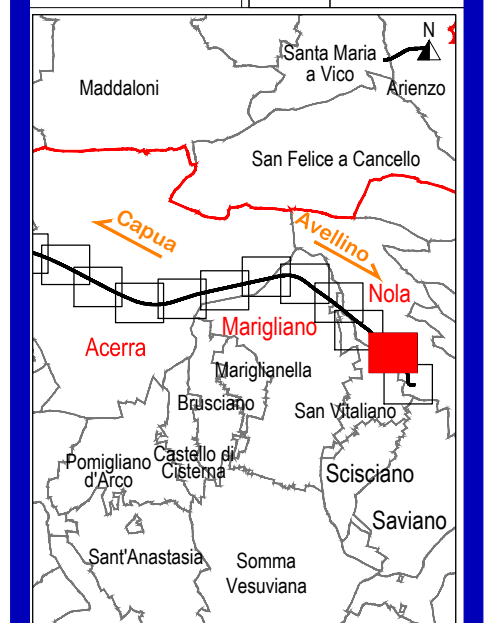 N
Santa Maria
a Vico
Maddaloni
Arienzo
San Felice a Cancello
Capua
Avellino
Nola
Marigliano
Acerra
Mariglianella
Brusciano
San Vitaliano
Castello di
Cisterna
Pomigliano
d'Arco
Scisciano
Saviano
Sant'Anastasia
Somma
Vesuviana